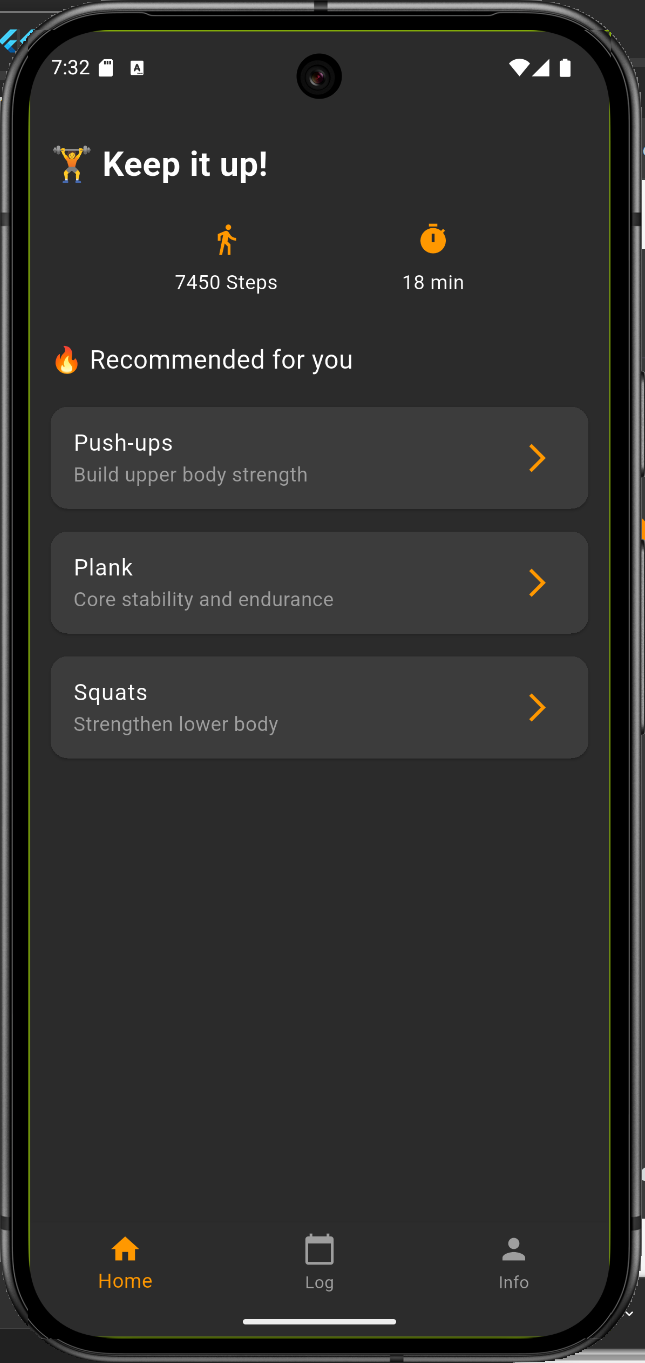 7:32
Keep it up!
7450 Steps
18 min
Recommended for you
Push-ups
Build upper body strength
Plank
Core stability and endurance
Squats
Strengthen lower body
Home
Log
Info